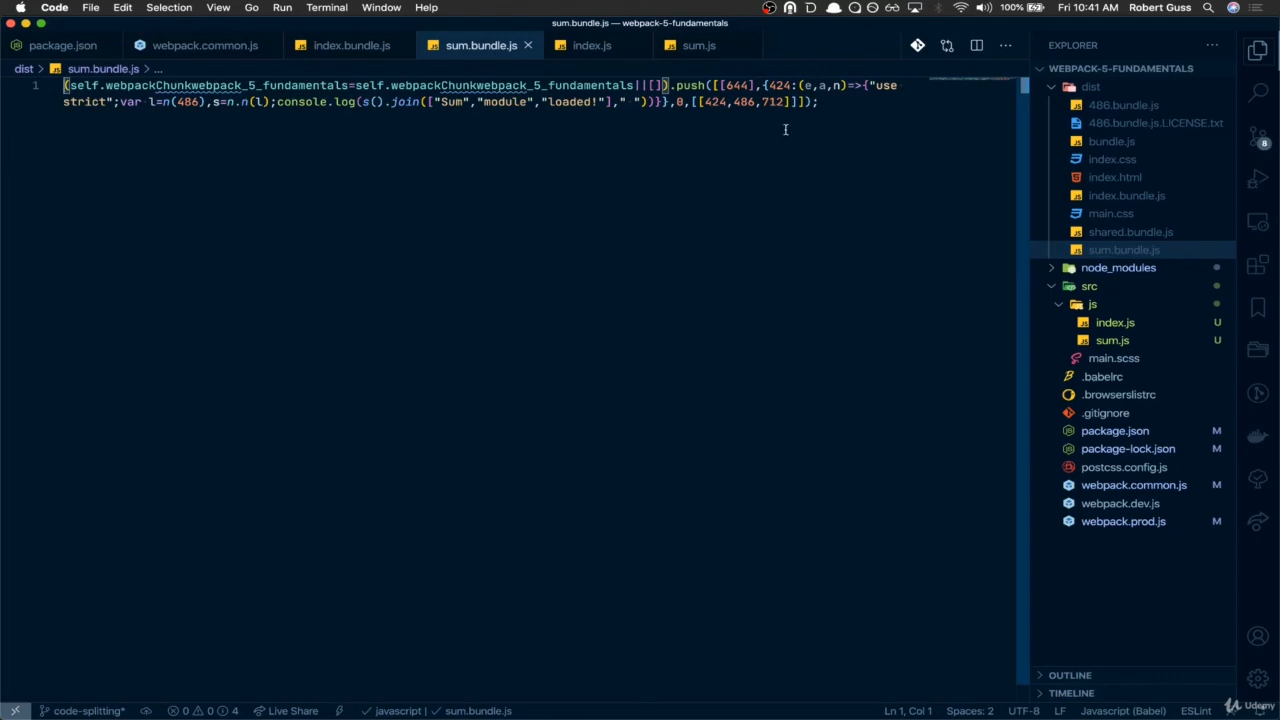 Code File Edit Selection View Go Run Terminal Window Help 100% Fri 10:41 AM Robert Guss
sum.bundle.js — webpack-5-fundamentals
package.json webpack.common.js index.bundle.js sum.bundle.js index.js sum.js
dist > sum.bundle.js > ...
1 (self.webpackChunkwebpack_5_fundamentals=self.webpackChunkwebpack_5_fundamentals||[]).push([[644],{424:(e,a,n)=>{"use
strict";var l=n(486),s=n.n(l);console.log(s().join(["Sum","module","loaded!"]," "))}},0,[[424,486,712]]]);
EXPLORER
WEBPACK-5-FUNDAMENTALS
dist
486.bundle.js
486.bundle.js.LICENSE.txt
bundle.js
index.css
index.html
index.bundle.js
main.css
shared.bundle.js
sum.bundle.js
node_modules
src
js
index.js U
sum.js U
main.scss
.babelrc
.browserslistrc
.gitignore
package.json M
package-lock.json M
postcss.config.js
webpack.common.js M
webpack.dev.js
webpack.prod.js M
8
OUTLINE
TIMELINE
code-splitting* 0 0 4 Live Share javascript | sum.bundle.js Ln 1, Col 1 Spaces: 2 UTF-8 LF Javascript (Babel) ESLint
Udemy